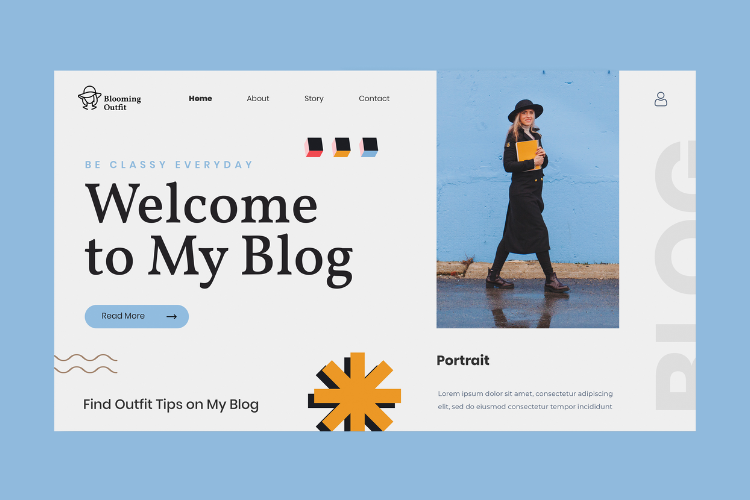 Blooming
Outfit
Home
About
Story
Contact
BE CLASSY EVERYDAY
Welcome
to My Blog
Read More
Find Outfit Tips on My Blog
Portrait
Lorem ipsum dolor sit amet, consectetur adipiscing
elit, sed do eiusmod consectetur tempor incididunt
BLOG